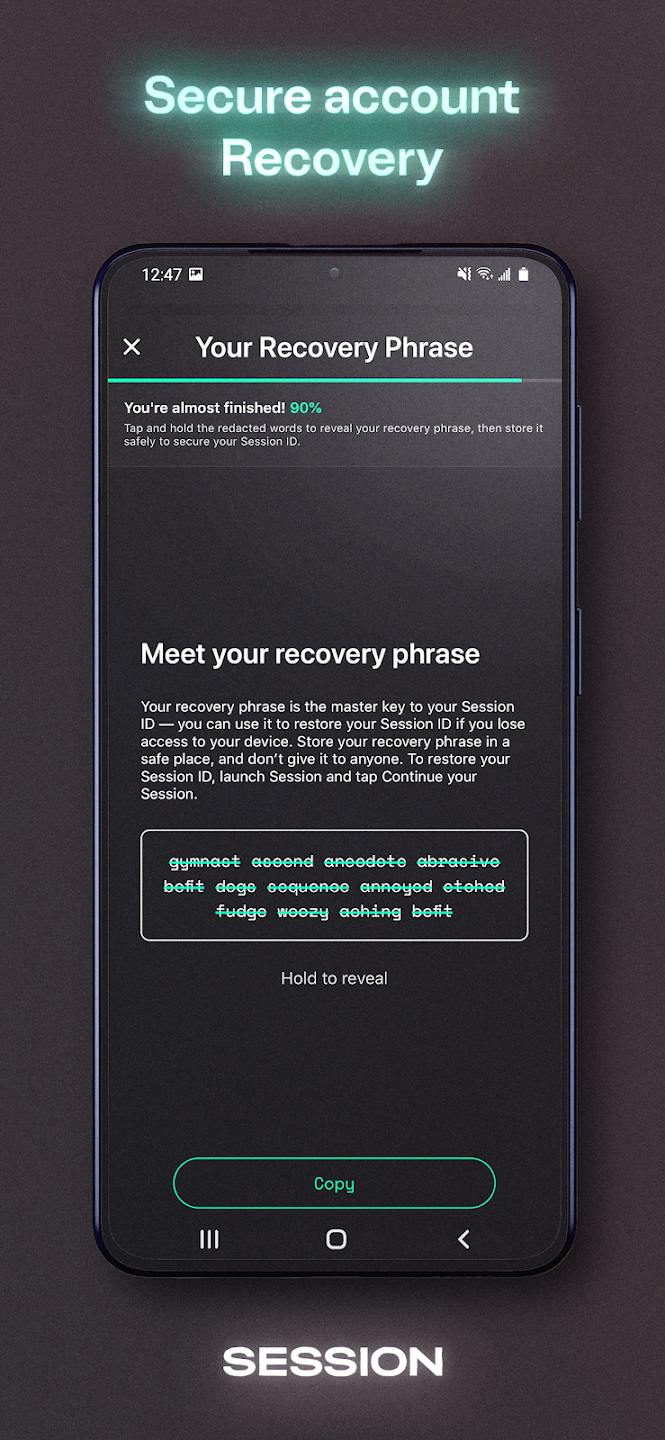 Secure account
Recovery
12:47
Your Recovery Phrase
You're almost finished! 90%
Tap and hold the redacted words to reveal your recovery phrase, then store it
safely to secure your Session ID.
Meet your recovery phrase
Your recovery phrase is the master key to your Session
ID — you can use it to restore your Session ID if you lose
access to your device. Store your recovery phrase in a
safe place, and don't give it to anyone. To restore your
Session ID, launch Session and tap Continue your
Session.
gymnast ascend anecdote abrasive
befit dogs sequence annoyed etched
fudge woozy aching befit
Hold to reveal
Copy
SESSION